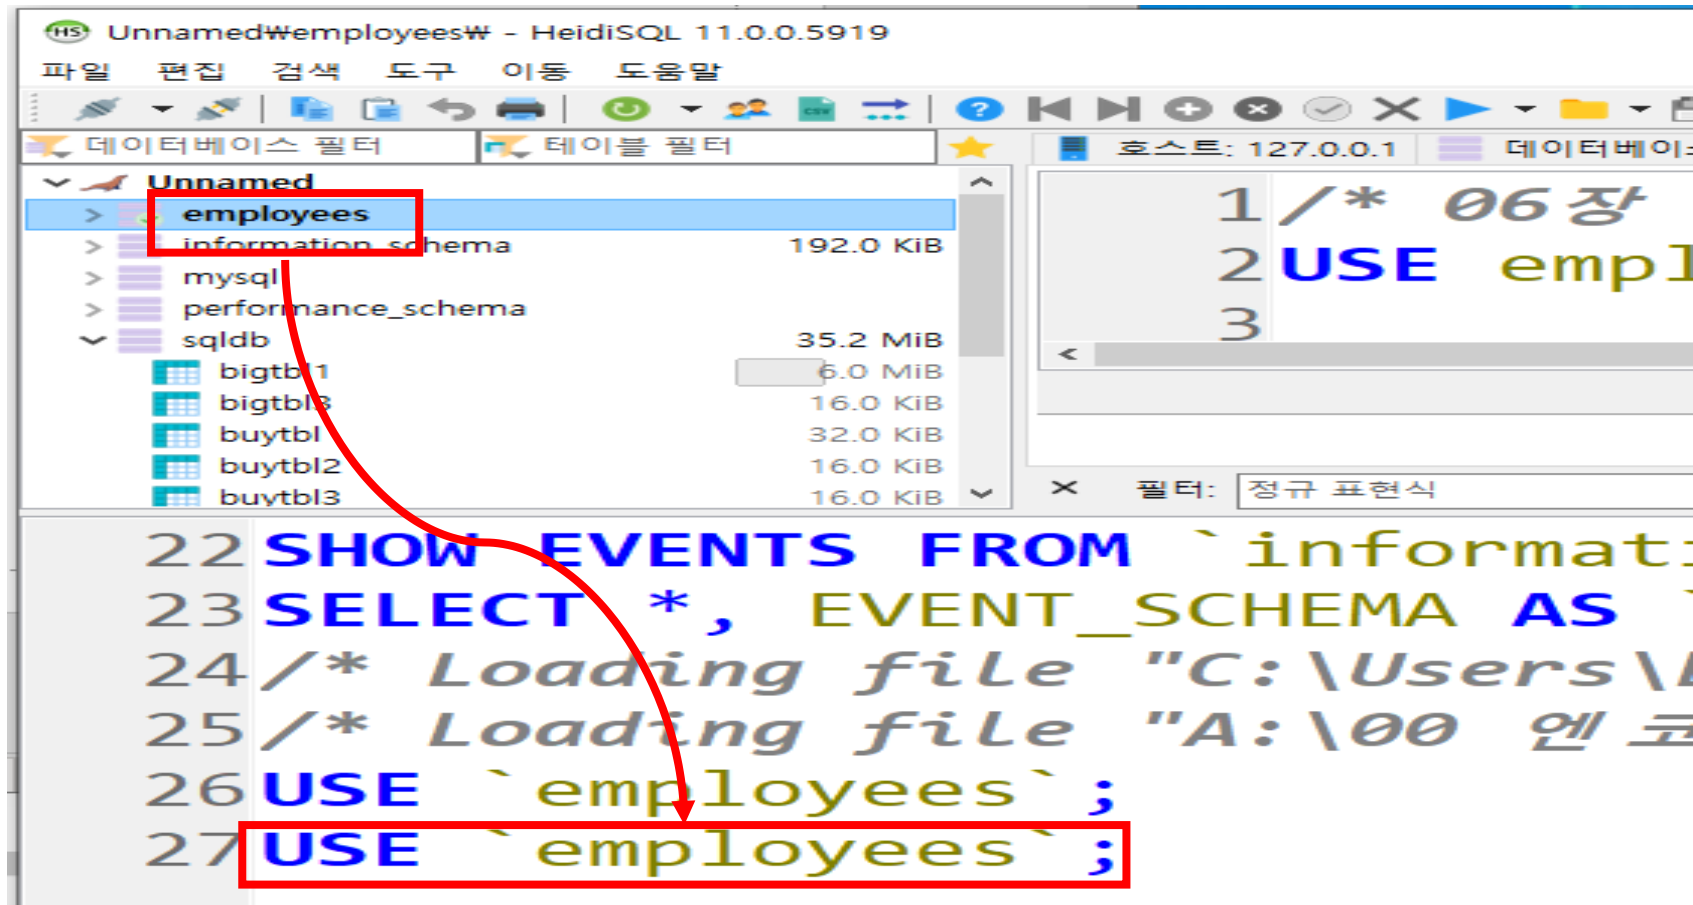 Unnamed₩employees₩ - HeidiSQL 11.0.0.5919
파일 편집 검색 도구 이동 도움말
데이터베이스 필터 테이블 필터
호스트: 127.0.0.1 데이터베이스
Unnamed
employees
information_schema 192.0 KiB
mysql
performance_schema
sqldb 35.2 MiB
bigtbl1 6.0 MiB
bigtbl3 16.0 KiB
buytbl 32.0 KiB
buytbl2 16.0 KiB
buytbl3 16.0 KiB
1 /* 06장
2 USE empl
3
필터: 정규 표현식
22 SHOW EVENTS FROM `informati
23 SELECT *, EVENT_SCHEMA AS `
24 /* Loading file "C:\Users\
25 /* Loading file "A:\00 엔코
26 USE `employees`;
27 USE `employees`;